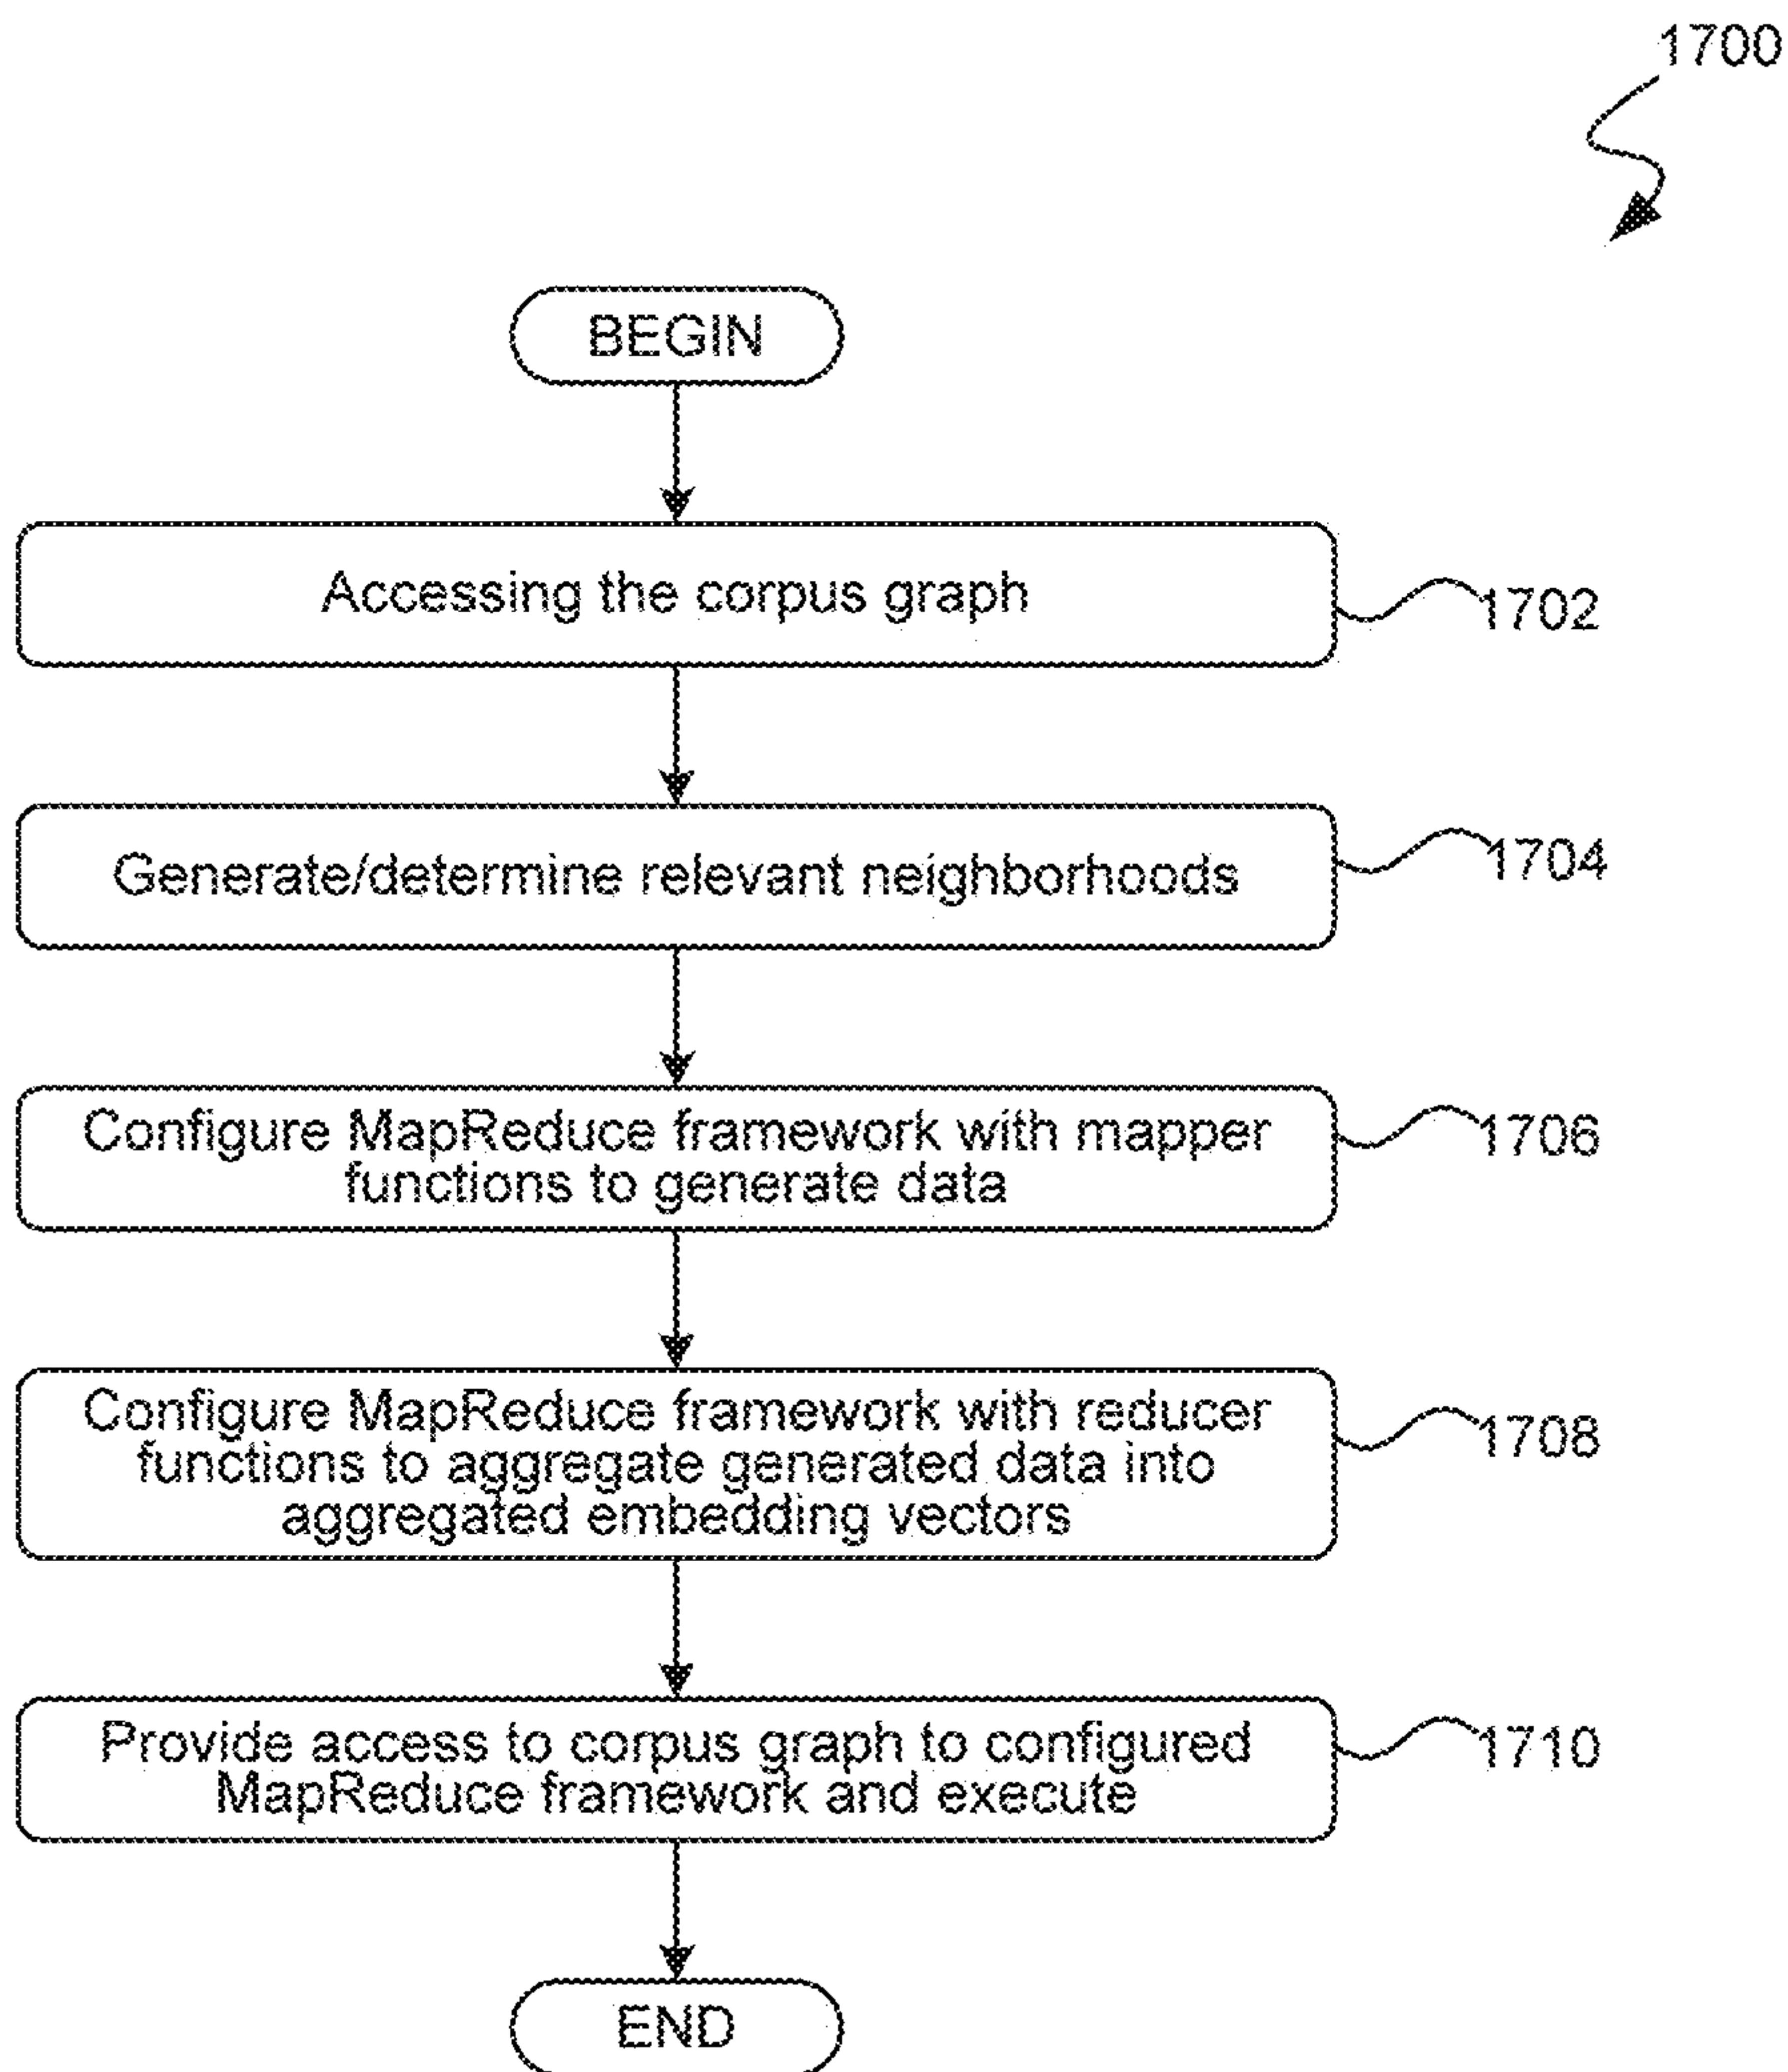 1700
BEGIN
Accessing the corpus graph
1702
Generate/determine relevant neighborhoods
1704
Configure MapReduce framework with mapper
functions to generate data
1706
Configure MapReduce framework with reducer
functions to aggregate generated data into
aggregated embedding vectors
1708
Provide access to corpus graph to configured
MapReduce framework and execute
1710
END